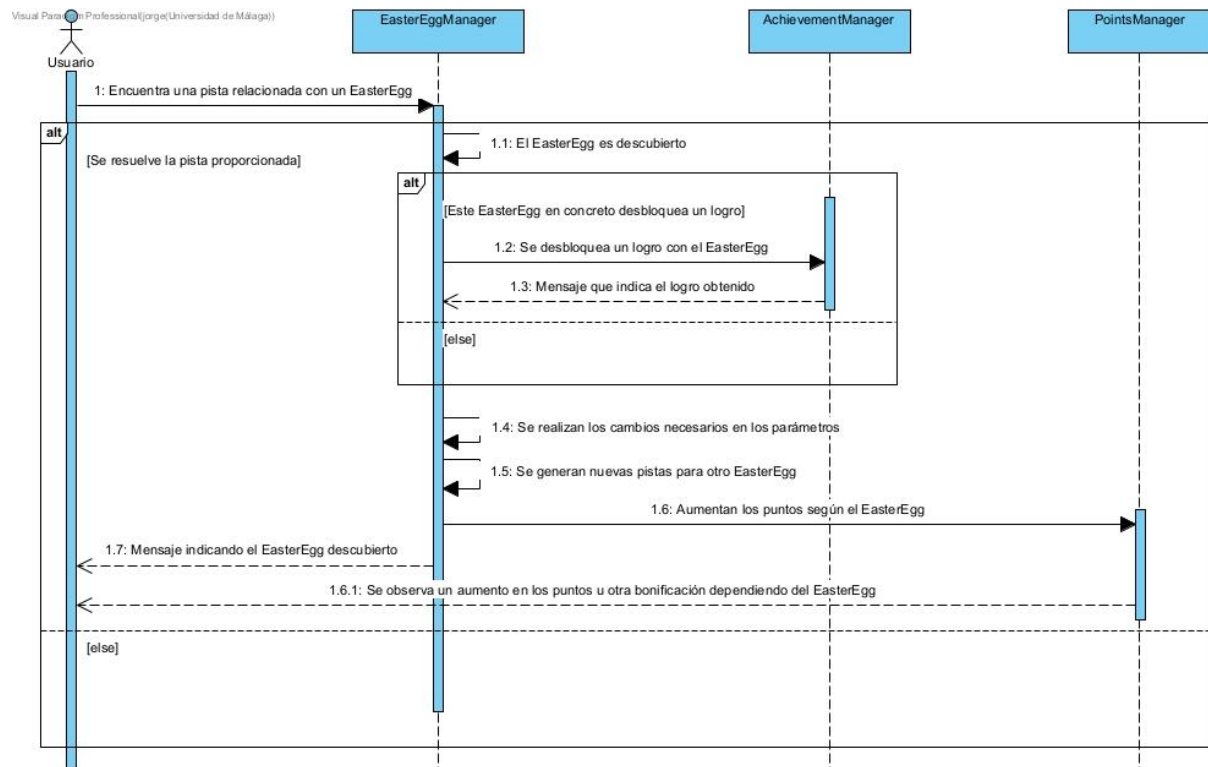 Visual Paradigm Professional(jorge(Universidad de Málaga))
EasterEggManager
AchievementManager
PointsManager
Usuario
1: Encuentra una pista relacionada con un EasterEgg
alt
1.1: El EasterEgg es descubierto
[Se resuelve la pista proporcionada]
alt
[Este EasterEgg en concreto desbloquea un logro]
1.2: Se desbloquea un logro con el EasterEgg
1.3: Mensaje que indica el logro obtenido
[else]
1.4: Se realizan los cambios necesarios en los parámetros
1.5: Se generan nuevas pistas para otro EasterEgg
1.6: Aumentan los puntos según el EasterEgg
1.7: Mensaje indicando el EasterEgg descubierto
1.6.1: Se observa un aumento en los puntos u otra bonificación dependiendo del EasterEgg
[else]